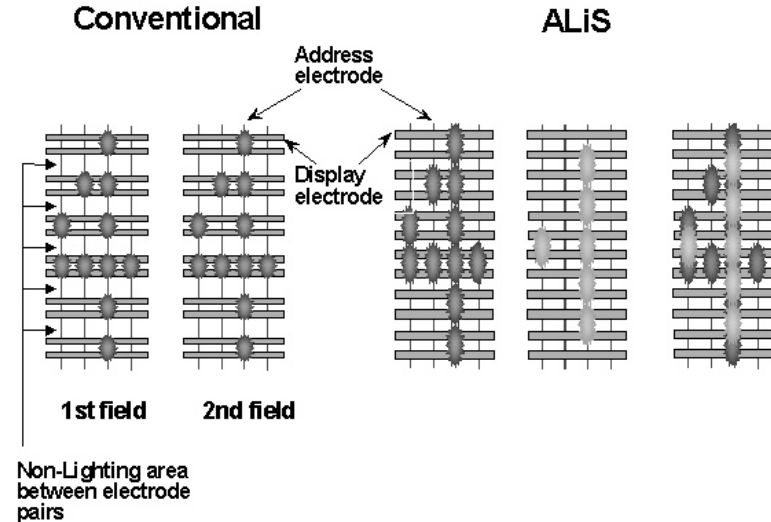 Conventional
ALiS
Address
electrode
Display
electrode
1st field
2nd field
Non-Lighting area
between electrode
pairs